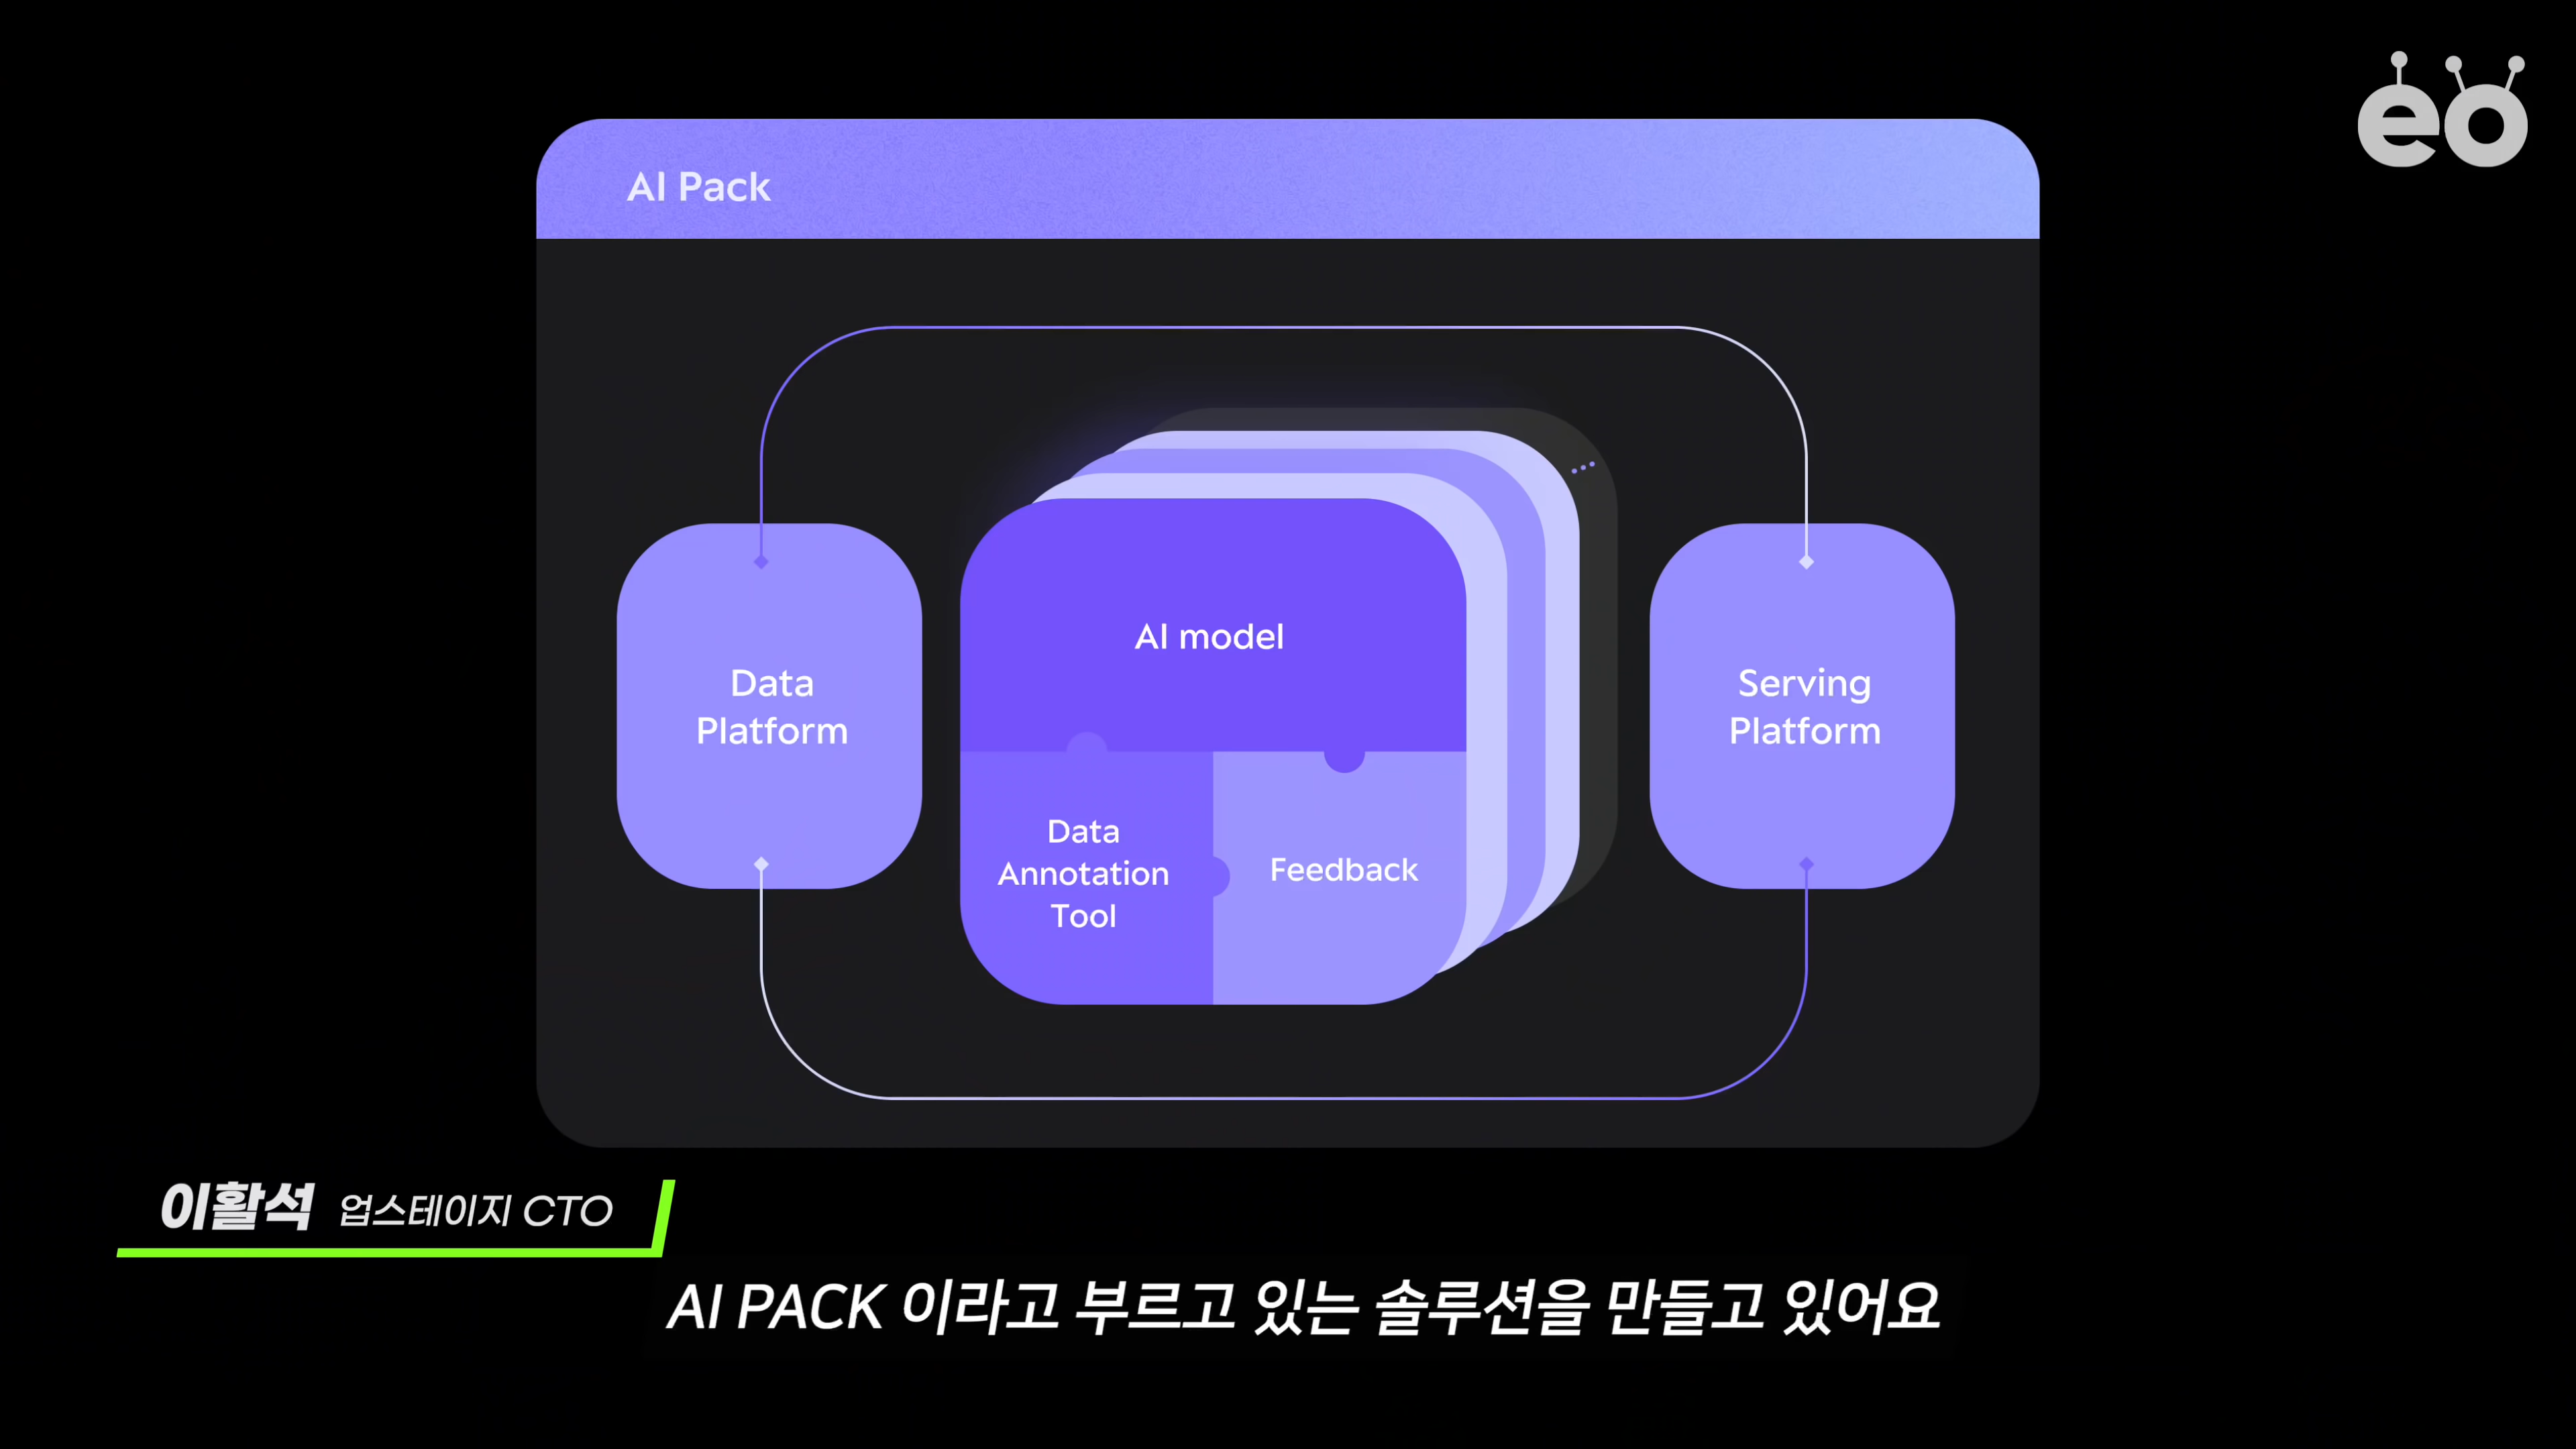 eo
AI Pack
AI model
Data
Platform
Serving
Platform
Data
Annotation
Tool
Feedback
이활석 업스테이지 CTO
AI PACK 이라고 부르고 있는 솔루션을 만들고 있어요